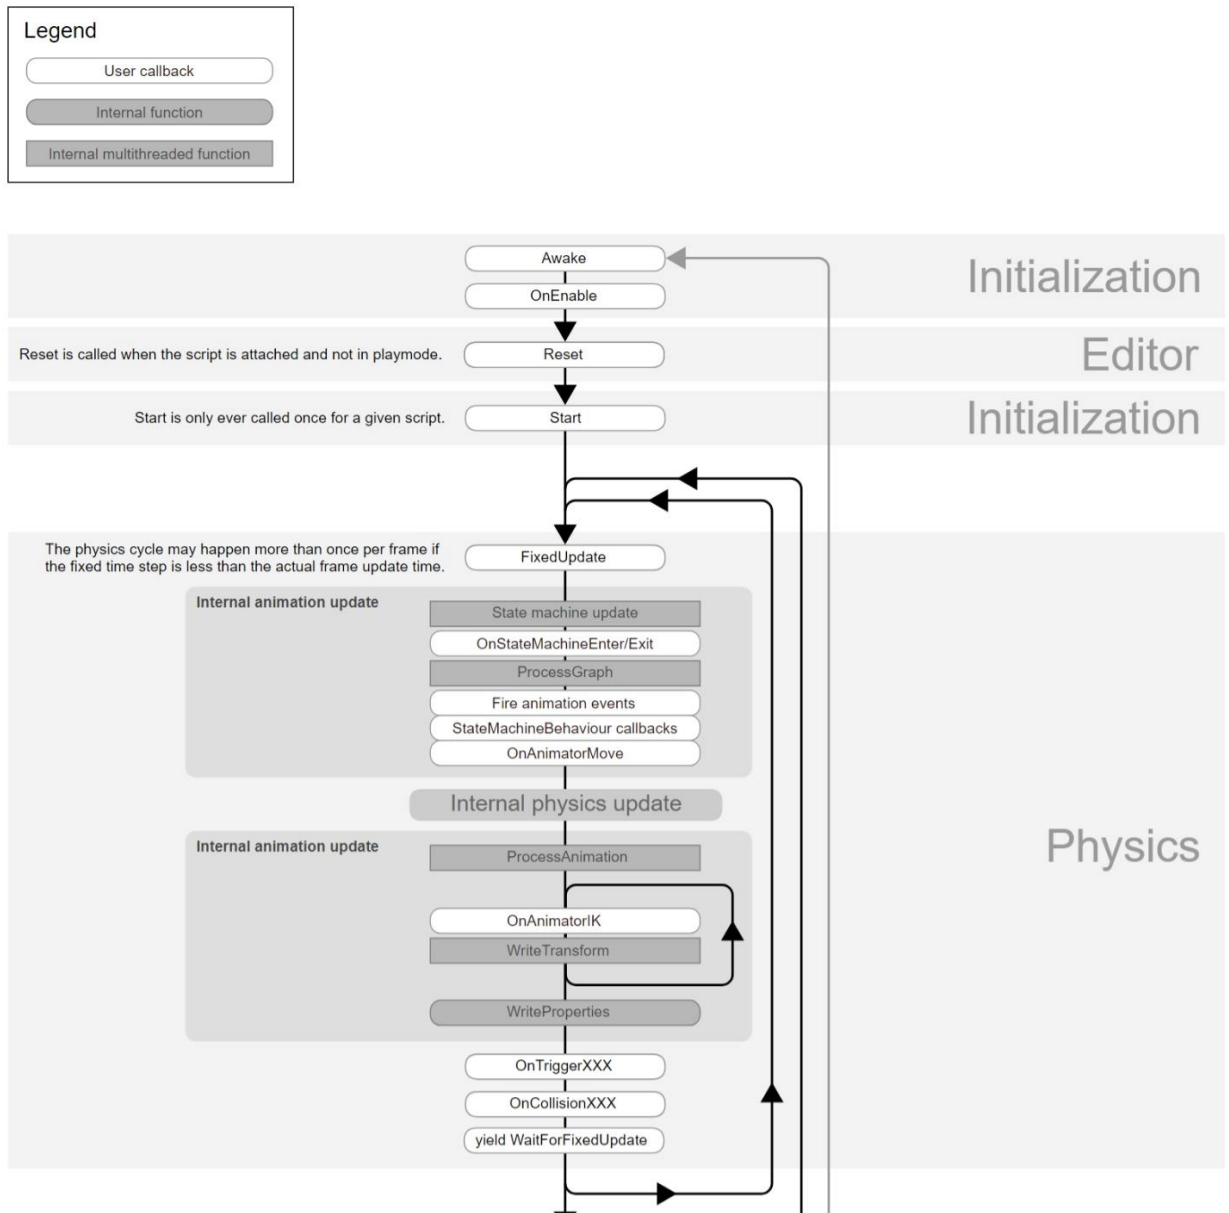 Legend
User callback
Internal function
Internal multithreaded function
Awake
Initialization
OnEnable
Reset is called when the script is attached and not in playmode.
Reset
Editor
Start is only ever called once for a given script.
Start
Initialization
The physics cycle may happen more than once per frame if
the fixed time step is less than the actual frame update time.
FixedUpdate
Internal animation update
State machine update
OnStateMachineEnter/Exit
ProcessGraph
Fire animation events
StateMachineBehaviour callbacks
OnAnimatorMove
Internal physics update
Physics
Internal animation update
ProcessAnimation
OnAnimatorIK
WriteTransform
WriteProperties
OnTriggerXXX
OnCollisionXXX
yield WaitForFixedUpdate